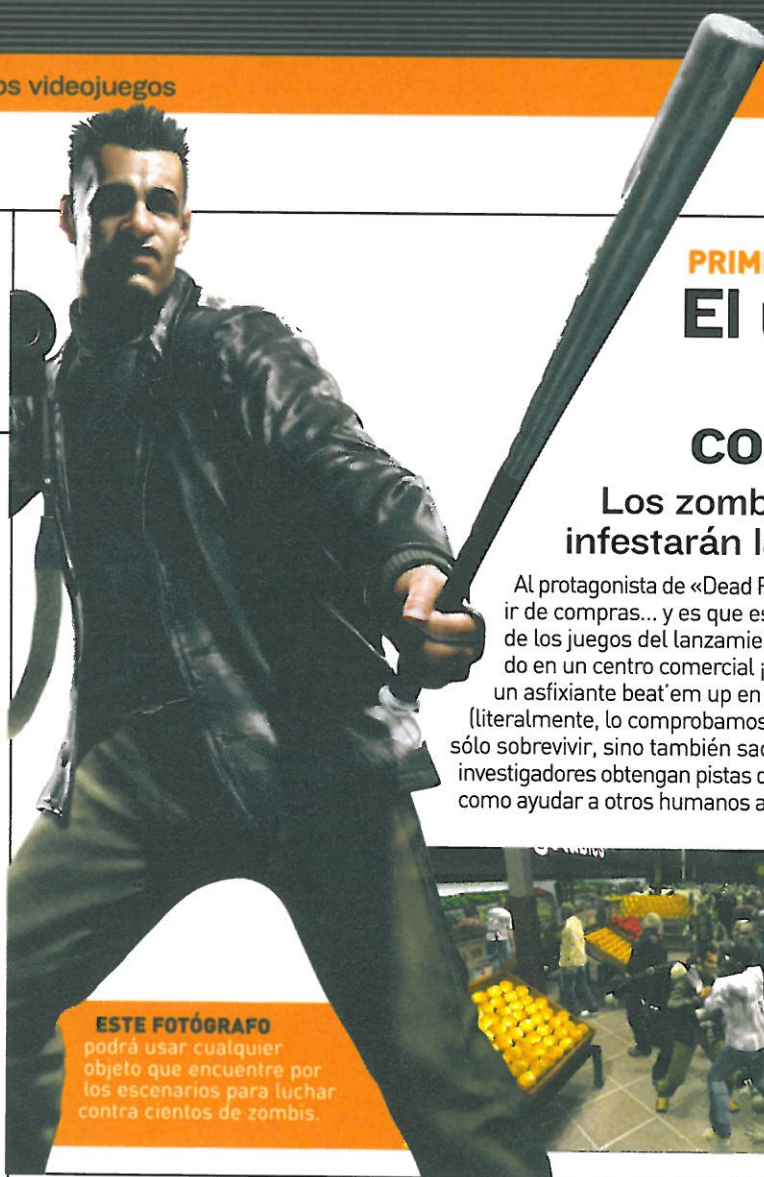 os videojuegos
El
CO
Los zomb
infestarán l
Al protagonista de «Dead
ir de compras... y es que es
de los juegos del lanzamie
do en un centro comercial ¡
un asfixiante beat'em up en
(literalmente, lo comprobamos
sólo sobrevivir, sino también sac
investigadores obtengan pistas
como ayudar a otros humanos a
ESTE FOTÓGRAFO
podrá usar cualquier
objeto que encuentre por
los escenarios para luchar
contra cientos de zombis.